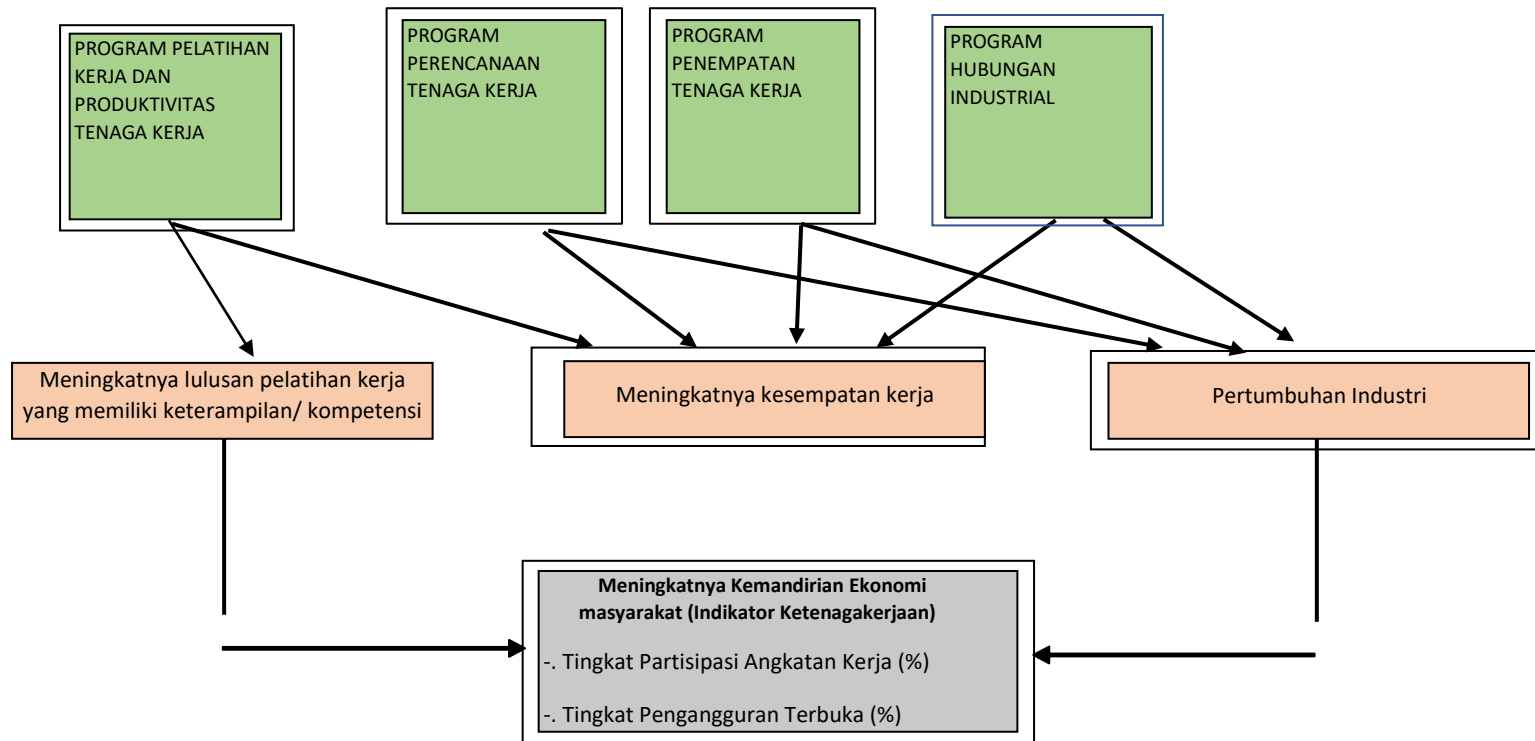 PROGRAM PELATIHAN
KERJA DAN
PRODUKTIVITAS
TENAGA KERJA
PROGRAM
PERENCANAAN
TENAGA KERJA
PROGRAM
PENEMPATAN
TENAGA KERJA
PROGRAM
HUBUNGAN
INDUSTRIAL
Meningkatnya lulusan pelatihan kerja
yang memiliki keterampilan/ kompetensi
Meningkatnya kesempatan kerja
Pertumbuhan Industri
Meningkatnya Kemandirian Ekonomi
masyarakat (Indikator Ketenagakerjaan)
-. Tingkat Partisipasi Angkatan Kerja (%)
-. Tingkat Pengangguran Terbuka (%)